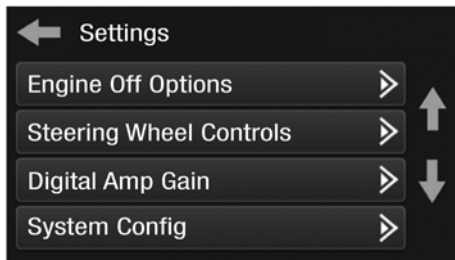 Settings
Engine Off Options
Steering Wheel Controls
Digital Amp Gain
System Config